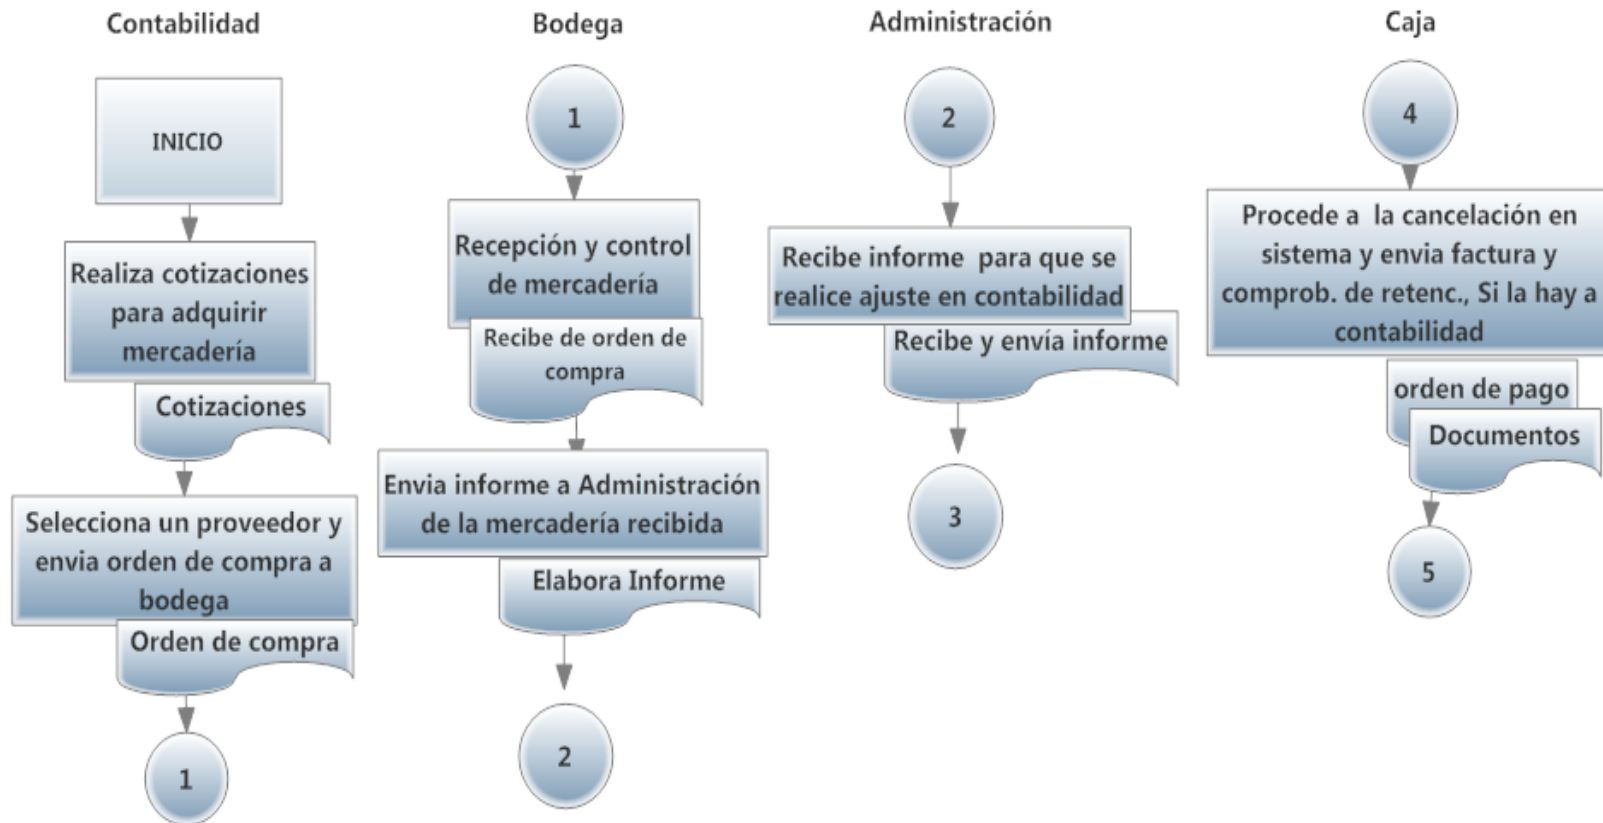 Contabilidad
INICIO
Realiza cotizaciones
para adquirir
mercadería
Cotizaciones
Selecciona un proveedor y
envia orden de compra a
bodega
Orden de compra
1
Bodega
1
Recepción y control
de mercadería
Recibe de orden de
compra
Envia informe a Administración
de la mercadería recibida
Elabora Informe
2
Administración
2
Recibe informe para que se
realice ajuste en contabilidad
Recibe y envía informe
3
Caja
4
Procede a la cancelación en
sistema y envia factura y
comprob. de retenc., Si la hay a
contabilidad
orden de pago
Documentos
5